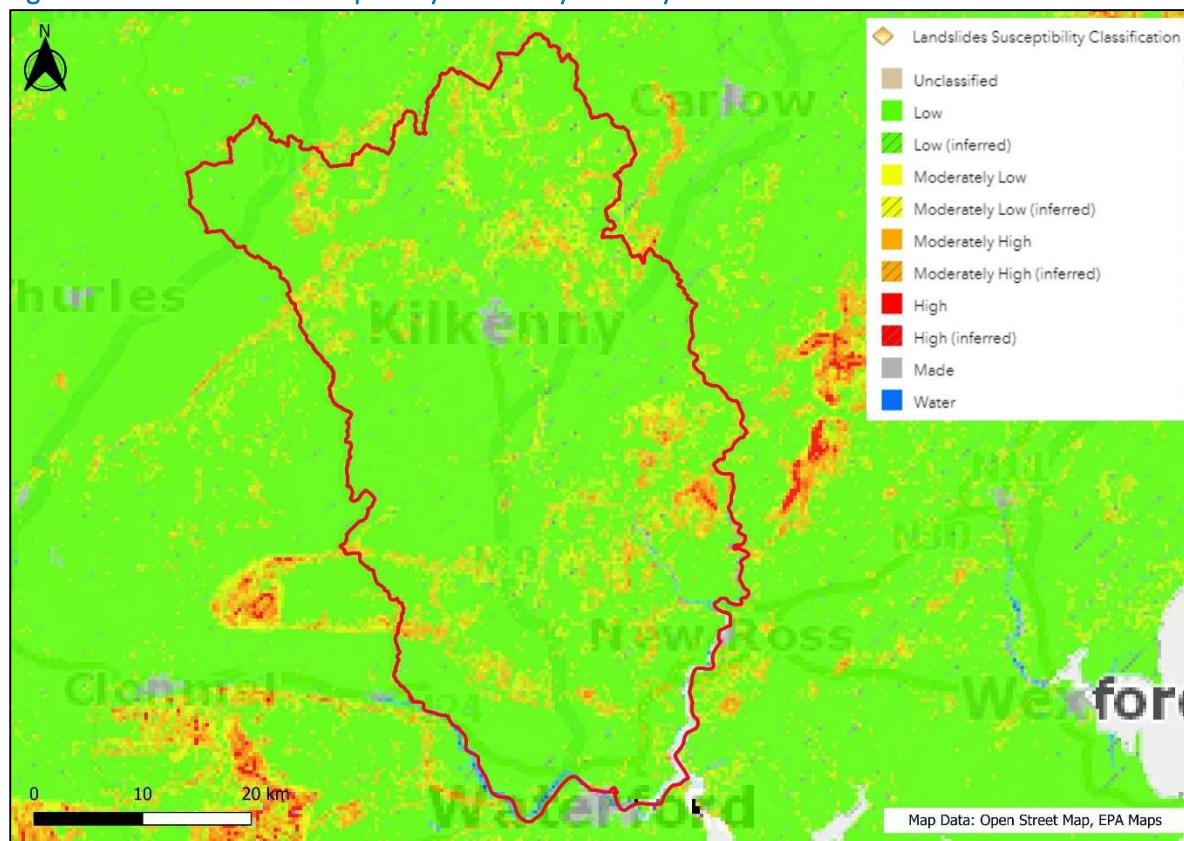 N
Landslides Susceptibility Classification
Unclassified
Low
Low (inferred)
Moderately Low
Moderately Low (inferred)
Moderately High
Moderately High (inferred)
High
High (inferred)
Made
Water
Carlow
Thurles
Kilkenny
N11
N30
New Ross
Clonmel
Wexford
Waterford
0 10 20 km
Map Data: Open Street Map, EPA Maps